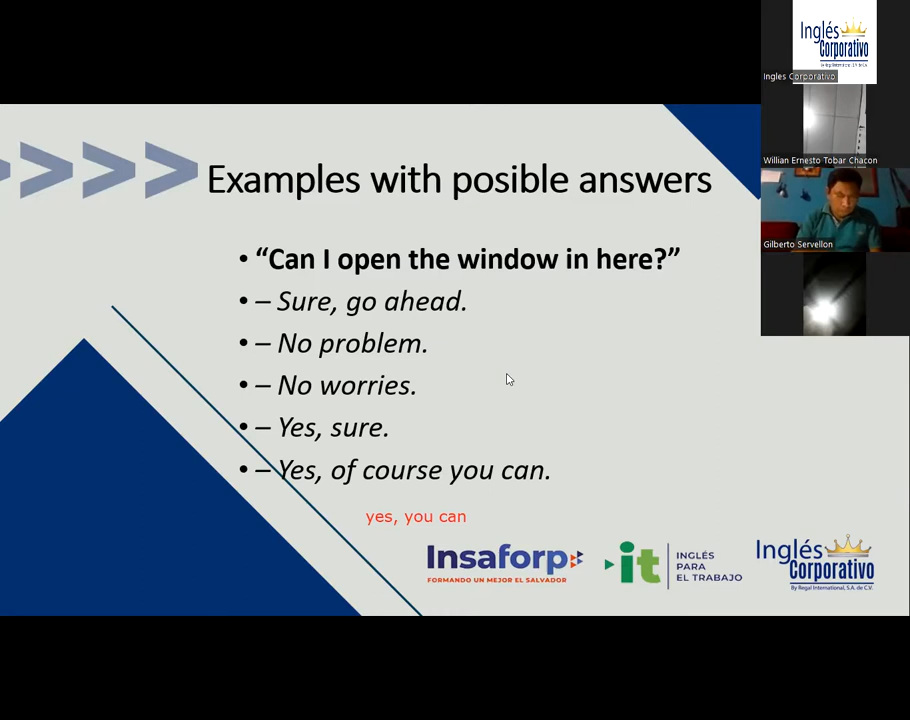 Inglés
Corporativo
Ingles Corporativo
Willian Ernesto Tobar Chacon
Gilberto Servellon
Examples with posible answers
• “Can I open the window in here?”
• – Sure, go ahead.
• – No problem.
• – No worries.
• – Yes, sure.
• – Yes, of course you can.
yes, you can
Insaforp
FORMANDO UN MEJOR EL SALVADOR
it
INGLÉS
PARA
EL TRABAJO
Inglés
Corporativo
By Regal International, S.A. de C.V.